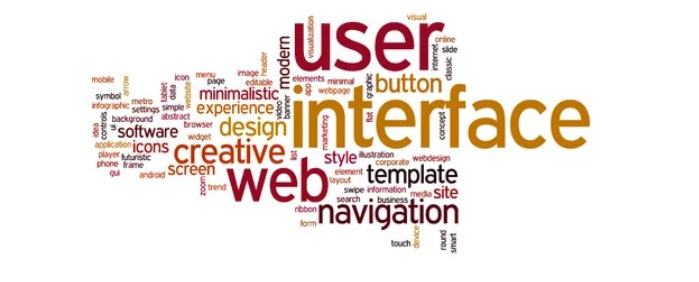 visual
user
visualization
online
internet
slide
modern
header
classic
mobile
arrow
icon
menu
image
elements
minimal
graphic
button
symbol
tablet
data
website
page
editable
app
webpage
infographic
metro
minimalistic
settings
simple
experience
video
banner
interface
idea
controls
ui
background
abstract
browser
design
marketing
flat
concept
software
widget
application
icons
creative
list
style
illustration
player
futuristic
corporate
webdesign
phone
frame
screen
web
element
template
gui
android
zoom
trend
layout
swipe
information
search
business
media
site
ribbon
navigation
form
touch
device
round
smart